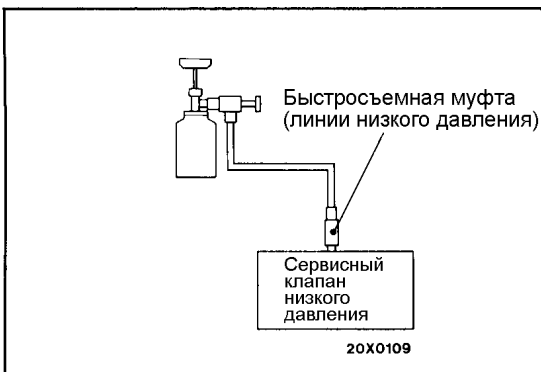 Быстросъемная муфта
(линии низкого давления)
Сервисный
клапан
низкого
давления
20X0109